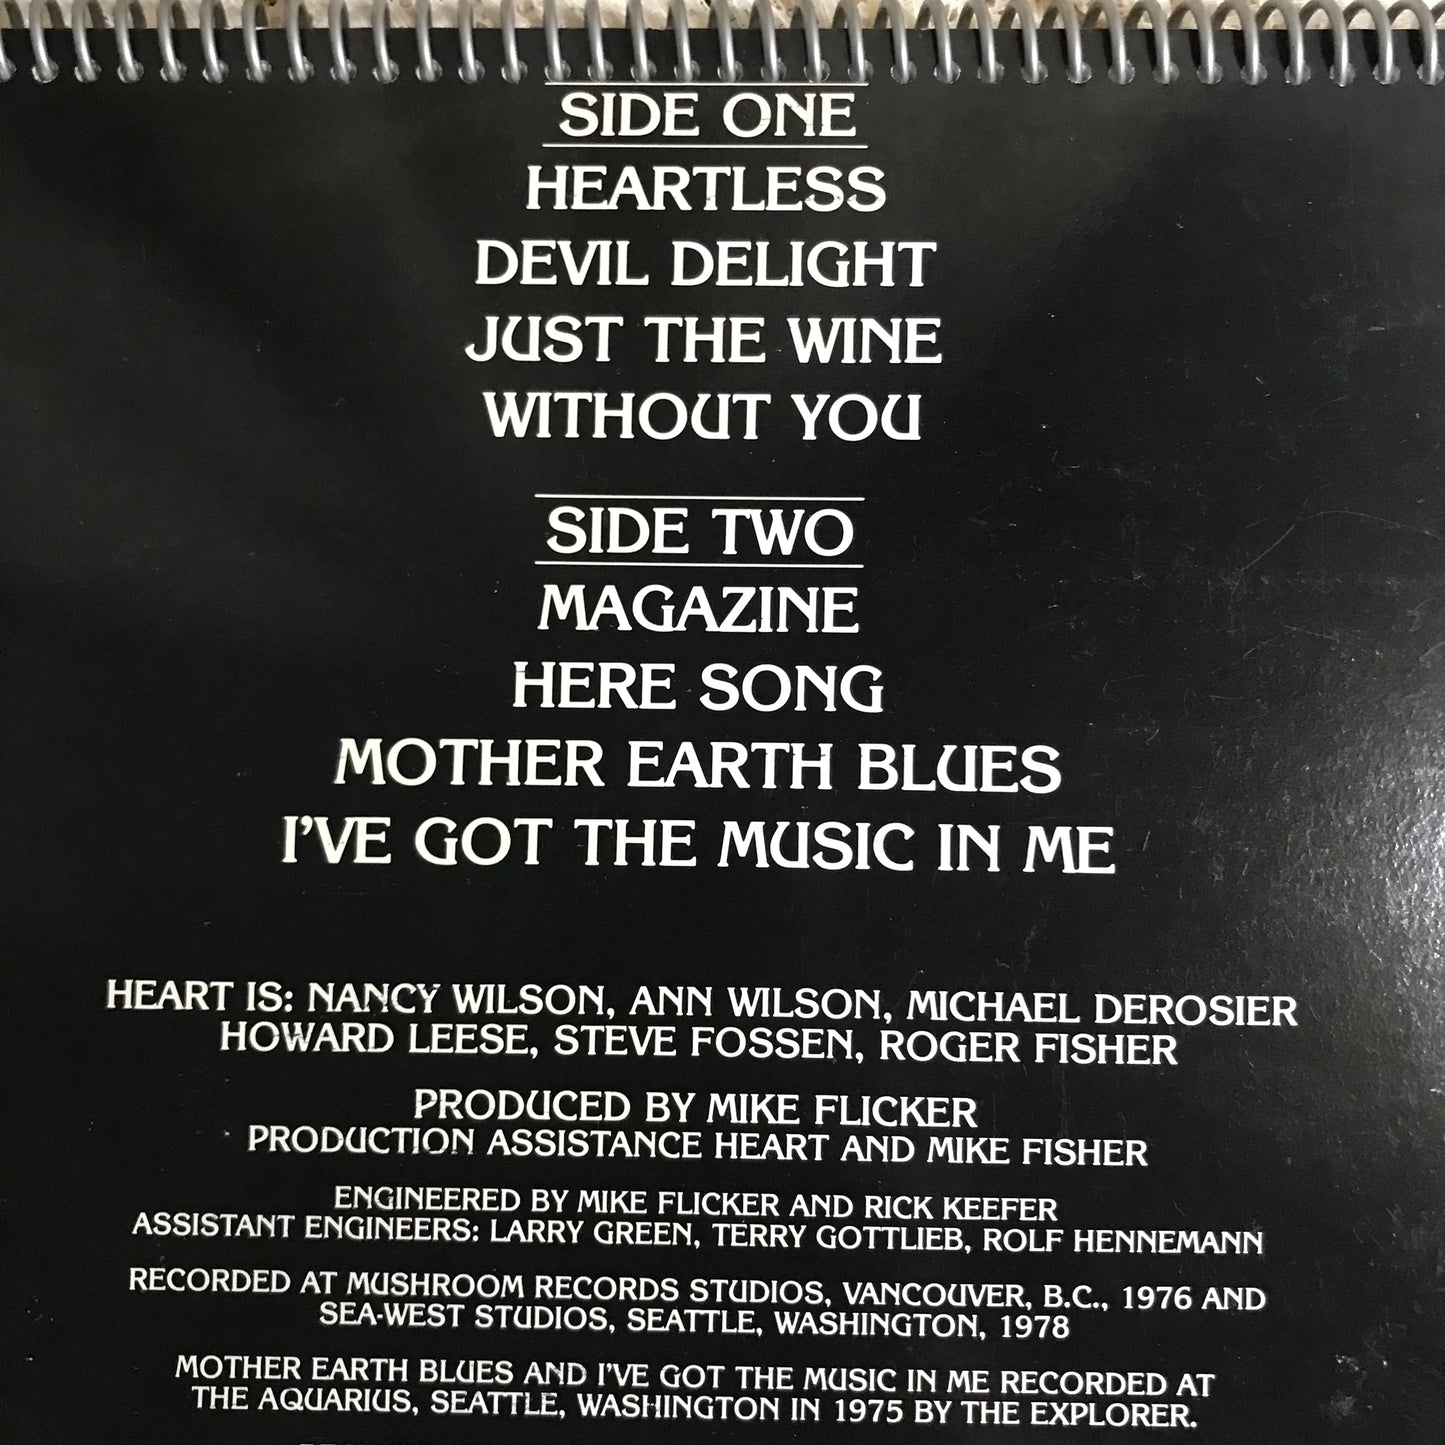 SIDE ONE
HEARTLESS
DEVIL DELIGHT
JUST THE WINE
WITHOUT YOU
SIDE TWO
MAGAZINE
HERE SONG
MOTHER EARTH BLUES
I'VE GOT THE MUSIC IN ME
HEART IS: NANCY WILSON, ANN WILSON, MICHAEL DEROSIER
HOWARD LEESE, STEVE FOSSEN, ROGER FISHER
PRODUCED BY MIKE FLICKER
PRODUCTION ASSISTANCE HEART AND MIKE FISHER
ENGINEERED BY MIKE FLICKER AND RICK KEEFER
ASSISTANT ENGINEERS: LARRY GREEN, TERRY GOTTLIEB, ROLF HENNEMANN
RECORDED AT MUSHROOM RECORDS STUDIOS, VANCOUVER, B.C., 1976 AND
SEA-WEST STUDIOS, SEATTLE, WASHINGTON, 1978
MOTHER EARTH BLUES AND I'VE GOT THE MUSIC IN ME RECORDED AT
THE AQUARIUS, SEATTLE, WASHINGTON IN 1975 BY THE EXPLORER.